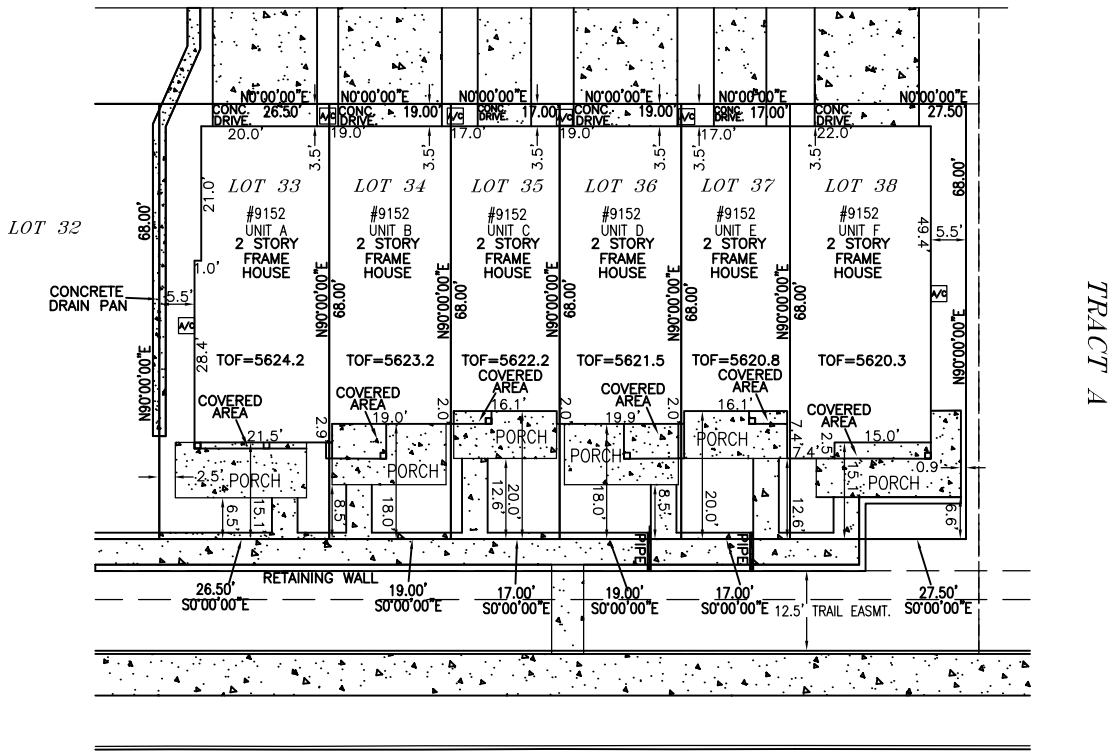 N0°00'00"E N0°00'00"E N0°00'00"E N0°00'00"E N0°00'00"E N0°00'00"E
CONC. DRIVE. 26.50' A/C CONC. DRIVE. 19.00' A/C CONC. DRIVE. 17.00' A/C CONC. DRIVE. 19.00' A/C CONC. DRIVE. 17.00' CONC. DRIVE. 27.50'
20.0' 19.0' 17.0' 19.0' 17.0' 22.0'
3.5' 3.5' 3.5' 3.5' 3.5' 3.5'
LOT 33 LOT 34 LOT 35 LOT 36 LOT 37 LOT 38
LOT 32
68.00' 21.0' 68.00' 49.4' 5.5'
#9152 #9152 #9152 #9152 #9152 #9152
UNIT A UNIT B UNIT C UNIT D UNIT E UNIT F
2 STORY 2 STORY 2 STORY 2 STORY 2 STORY 2 STORY
FRAME FRAME FRAME FRAME FRAME FRAME
HOUSE HOUSE HOUSE HOUSE HOUSE HOUSE
1.0'
CONCRETE
DRAIN PAN
5.5'
A/C A/C
N90°00'00"E 68.00' N90°00'00"E 68.00' N90°00'00"E 68.00' N90°00'00"E 68.00' N90°00'00"E 68.00'
TRACT A
N90°00'00"E 28.4' N90°00'00"E
TOF=5624.2 TOF=5623.2 TOF=5622.2 TOF=5621.5 TOF=5620.8 TOF=5620.3
COVERED AREA COVERED AREA COVERED AREA COVERED AREA COVERED AREA COVERED AREA
21.5' 2.9' 19.0' 2.0' 16.1' 2.0' 19.9' 2.0' 16.1' 7.4' 7.4' 2.5' 15.0'
PORCH PORCH PORCH PORCH PORCH PORCH
2.5' 0.9'
6.5' 15.1' 8.5' 18.0' 12.6' 20.0' 18.0' 8.5' 20.0' 12.6' 15.1' 6.6'
PIPE PIPE
RETAINING WALL
26.50' 19.00' 17.00' 19.00' 17.00' 27.50'
S0°00'00"E S0°00'00"E S0°00'00"E S0°00'00"E S0°00'00"E S0°00'00"E
12.5' TRAIL EASMT.